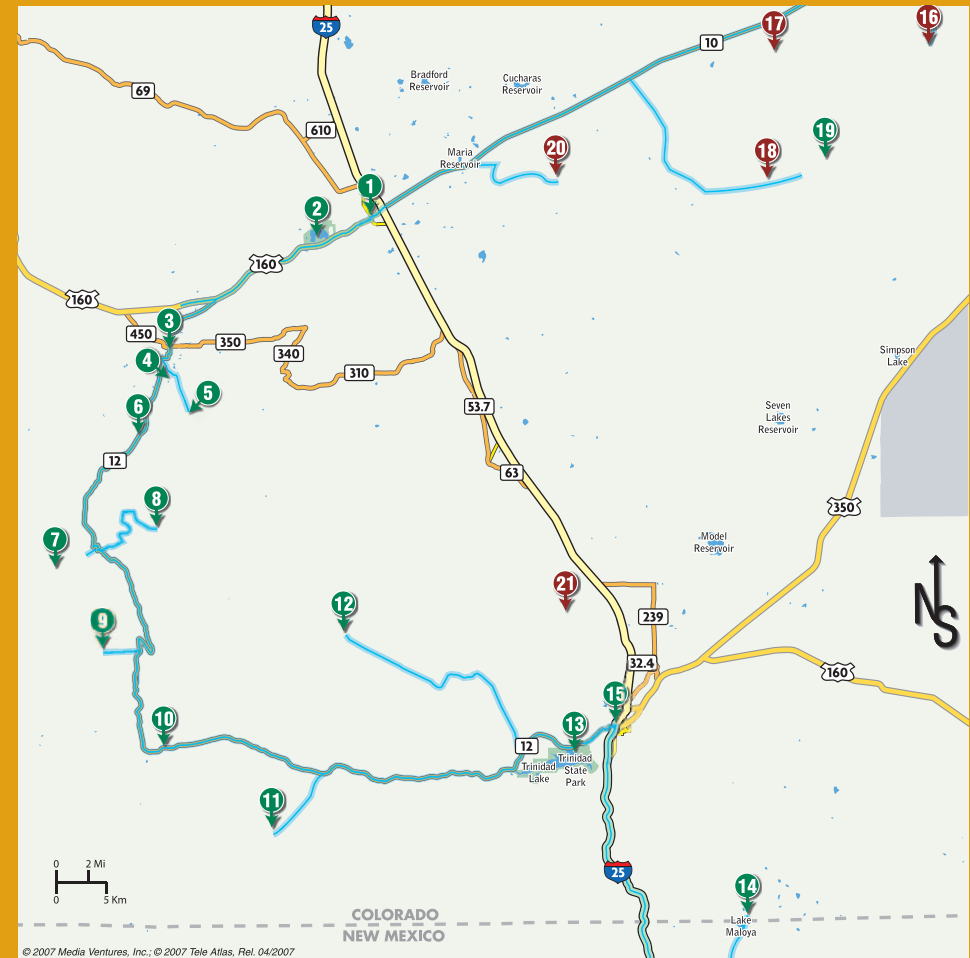 25
17
16
10
69
Bradford
Reservoir
Cucharas
Reservoir
610
19
20
18
Maria
Reservoir
1
2
160
160
3
450
350
340
4
310
5
6
53.7
Simpson
Lake
Seven
Lakes
Reservoir
12
63
8
350
7
Model
Reservoir
21
12
9
239
N
S
32.4
160
15
10
13
12
Trinidad
Lake
Trinidad
State
Park
11
0
2 Mi
0
5 Km
25
14
COLORADO
NEW MEXICO
Lake
Maloya
© 2007 Media Ventures, Inc.; © 2007 Tele Atlas, Rel. 04/2007